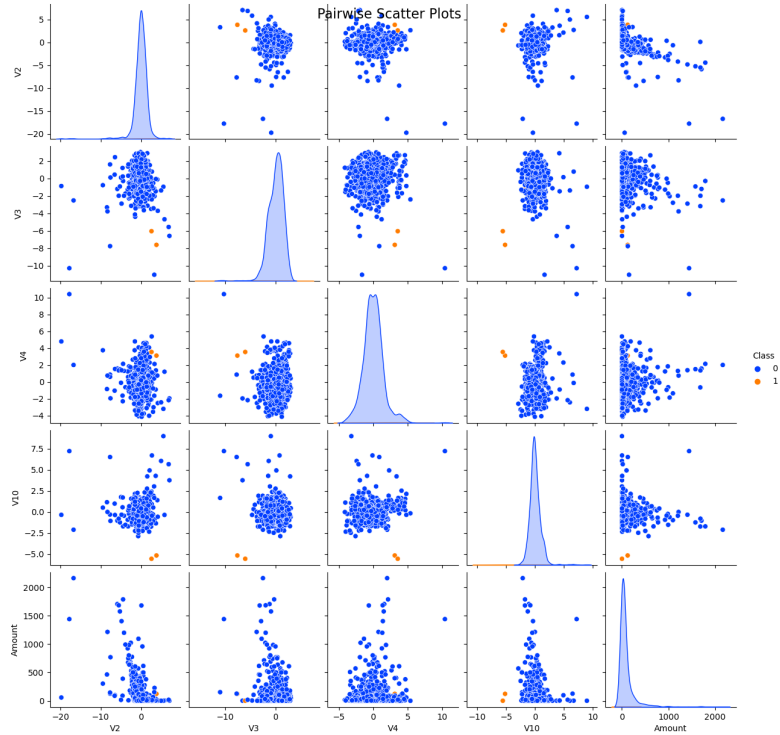 Pairwise Scatter Plots
V2
5
0
−5
−10
−15
−20
V3
2
0
−2
−4
−6
−8
−10
V4
10
8
6
4
2
0
−2
−4
V10
7.5
5.0
2.5
0.0
−2.5
−5.0
Amount
2000
1500
1000
500
0
−20 −10 0
V2
−10 0
V3
−5 0 5 10
V4
−10 −5 0 5 10
V10
0 1000 2000
Amount
Class
0
1